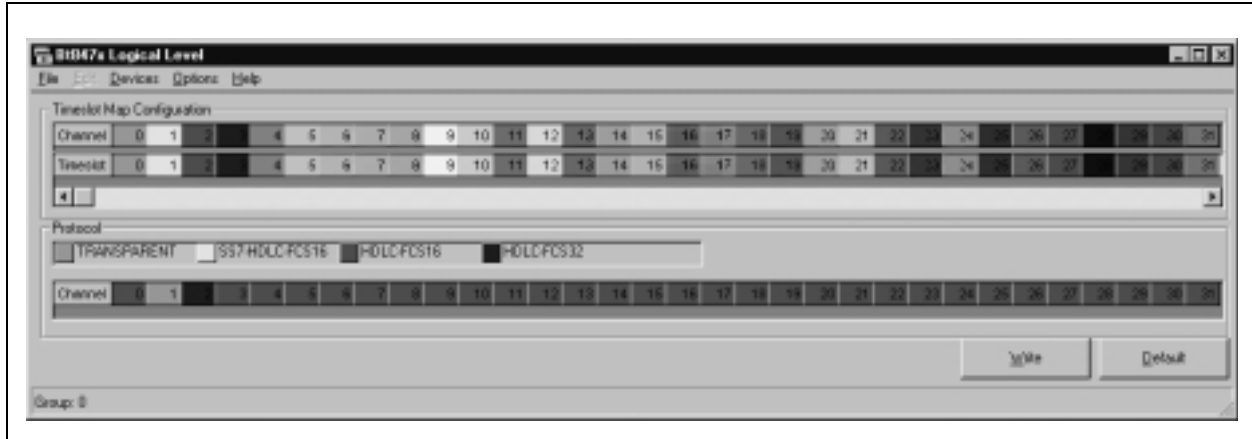 Bt847x Logical Level
File Edit Devices Options Help
Timeslot Map Configuration
Channel 0 1 2 3 4 5 6 7 8 9 10 11 12 13 14 15 16 17 18 19 20 21 22 23 24 25 26 27 28 29 30 31
Timeslot 0 1 2 3 4 5 6 7 8 9 10 11 12 13 14 15 16 17 18 19 20 21 22 23 24 25 26 27 28 29 30 31
Protocol
TRANSPARENT SS7-HDLC-FCS16 HDLC-FCS16 HDLC-FCS32
Channel 0 1 2 3 4 5 6 7 8 9 10 11 12 13 14 15 16 17 18 19 20 21 22 23 24 25 26 27 28 29 30 31
Write Default
Group: 0